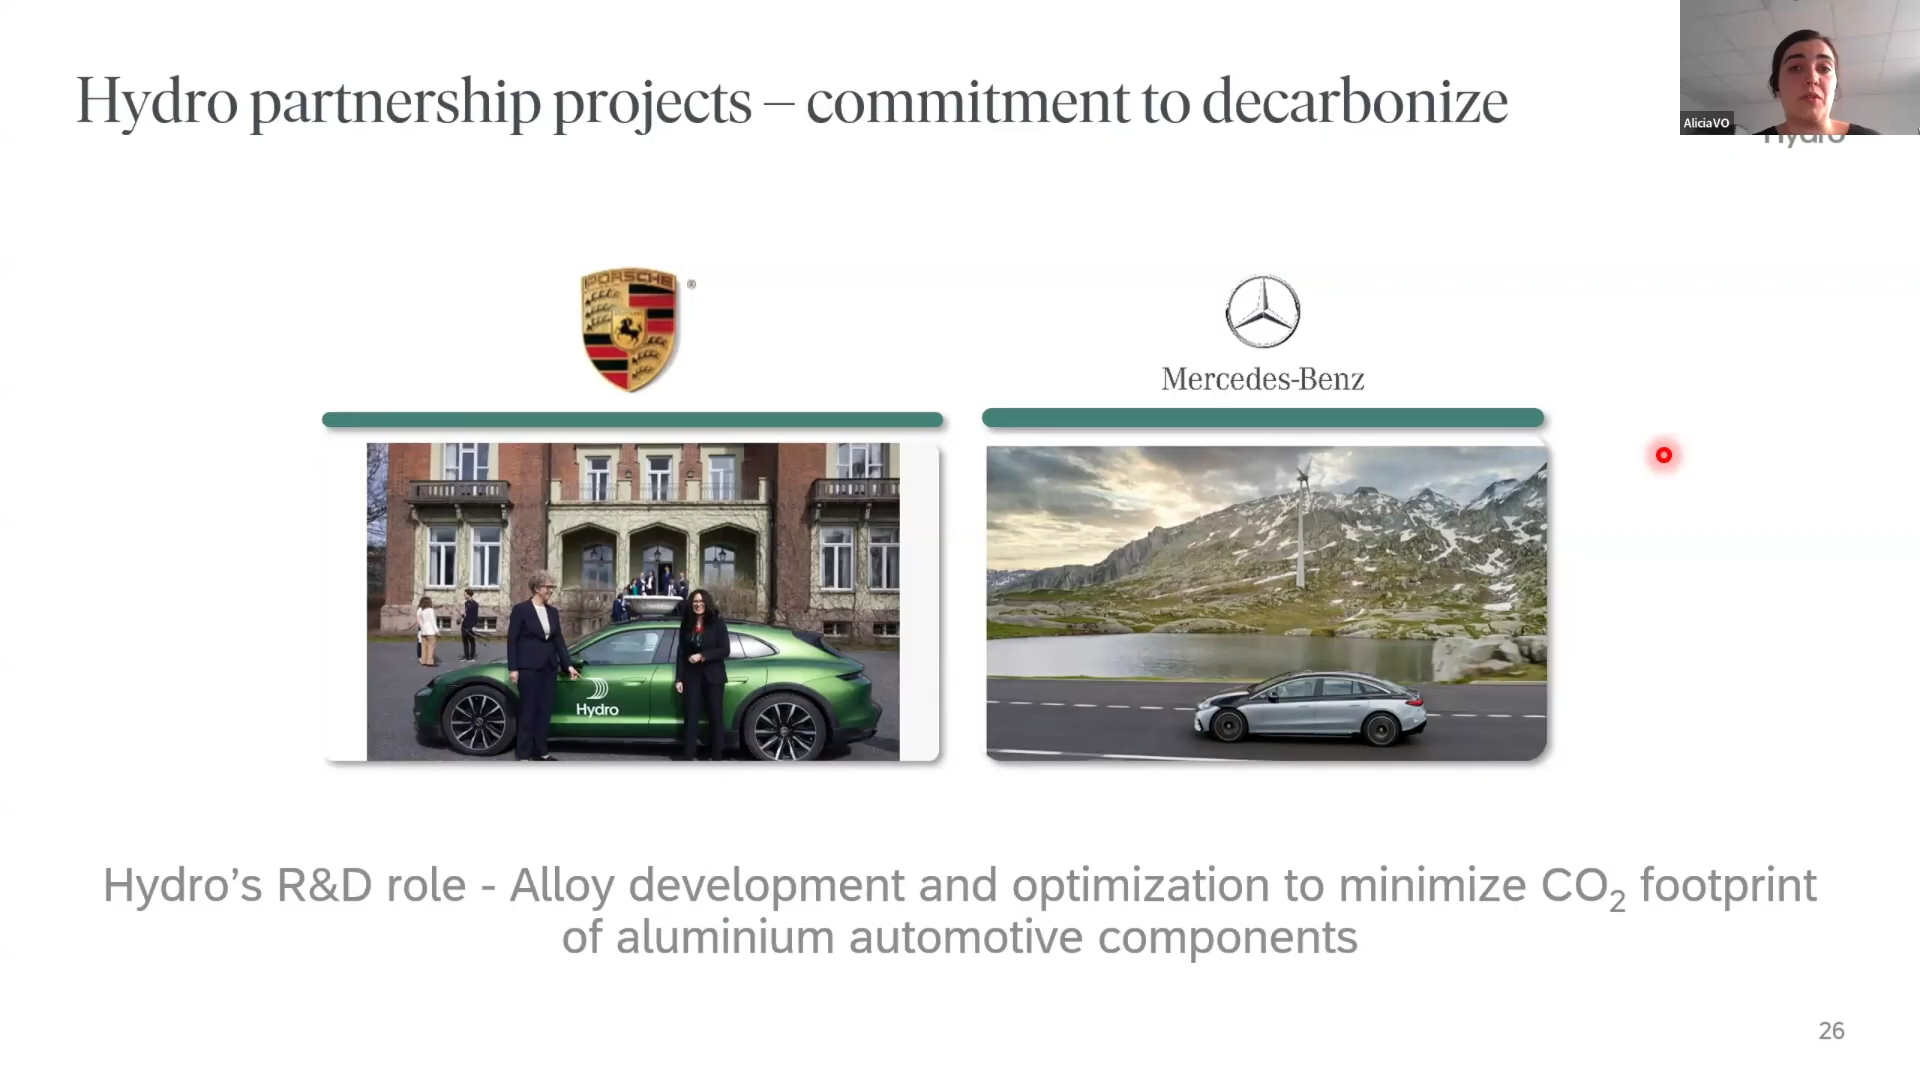 Hydro partnership projects – commitment to decarbonize
AliciaVO
Hydro
PORSCHE
®
Mercedes-Benz
Hydro
Hydro’s R&D role - Alloy development and optimization to minimize CO₂ footprint
of aluminium automotive components
26